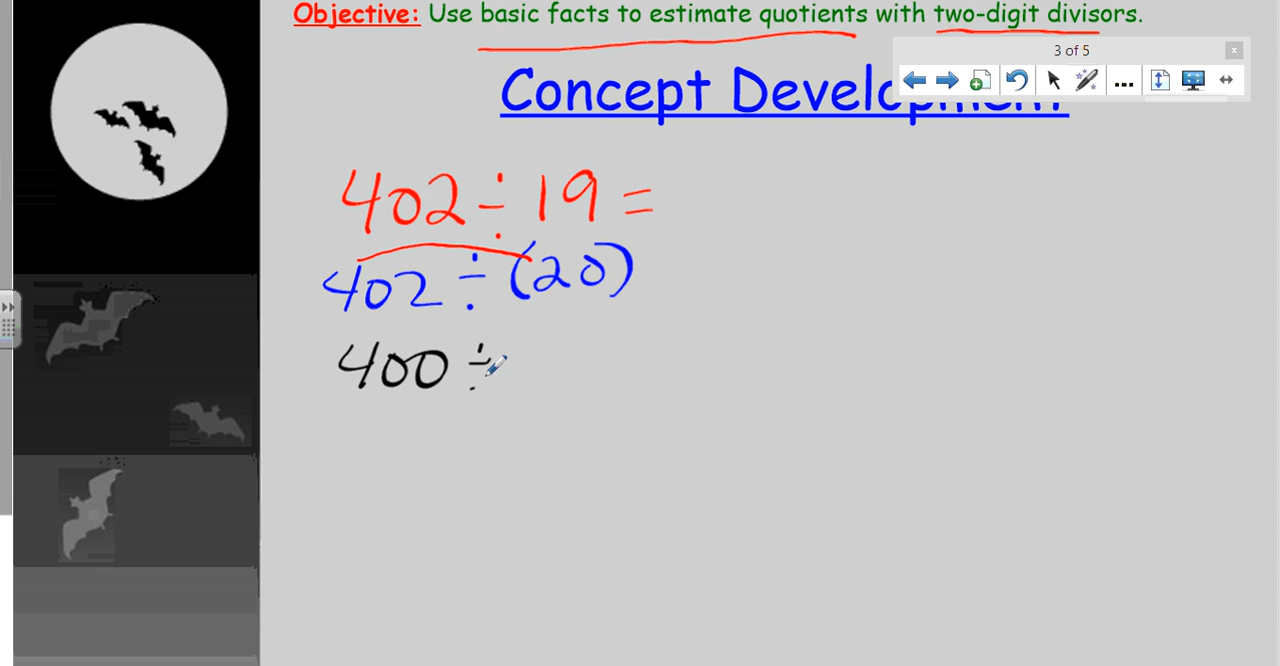 Objective: Use basic facts to estimate quotients with two-digit divisors.
3 of 5
Concept Development
402 ÷ 19 =
402 ÷ (20)
400 ÷